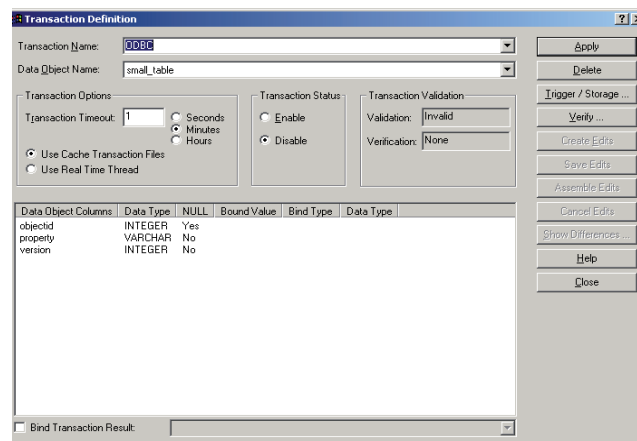 Transaction Definition
Transaction Name: ODBC
Data Object Name: small_table
Transaction Options
Transaction Timeout: 1
Seconds
Minutes
Hours
Use Cache Transaction Files
Use Real Time Thread
Transaction Status
Enable
Disable
Transaction Validation
Validation: Invalid
Verification: None
Data Object Columns Data Type NULL Bound Value Bind Type Data Type
objectid INTEGER Yes
property VARCHAR No
version INTEGER No
Bind Transaction Result:
Apply
Delete
Trigger / Storage ...
Verify ...
Create Edits
Save Edits
Assemble Edits
Cancel Edits
Show Differences ...
Help
Close